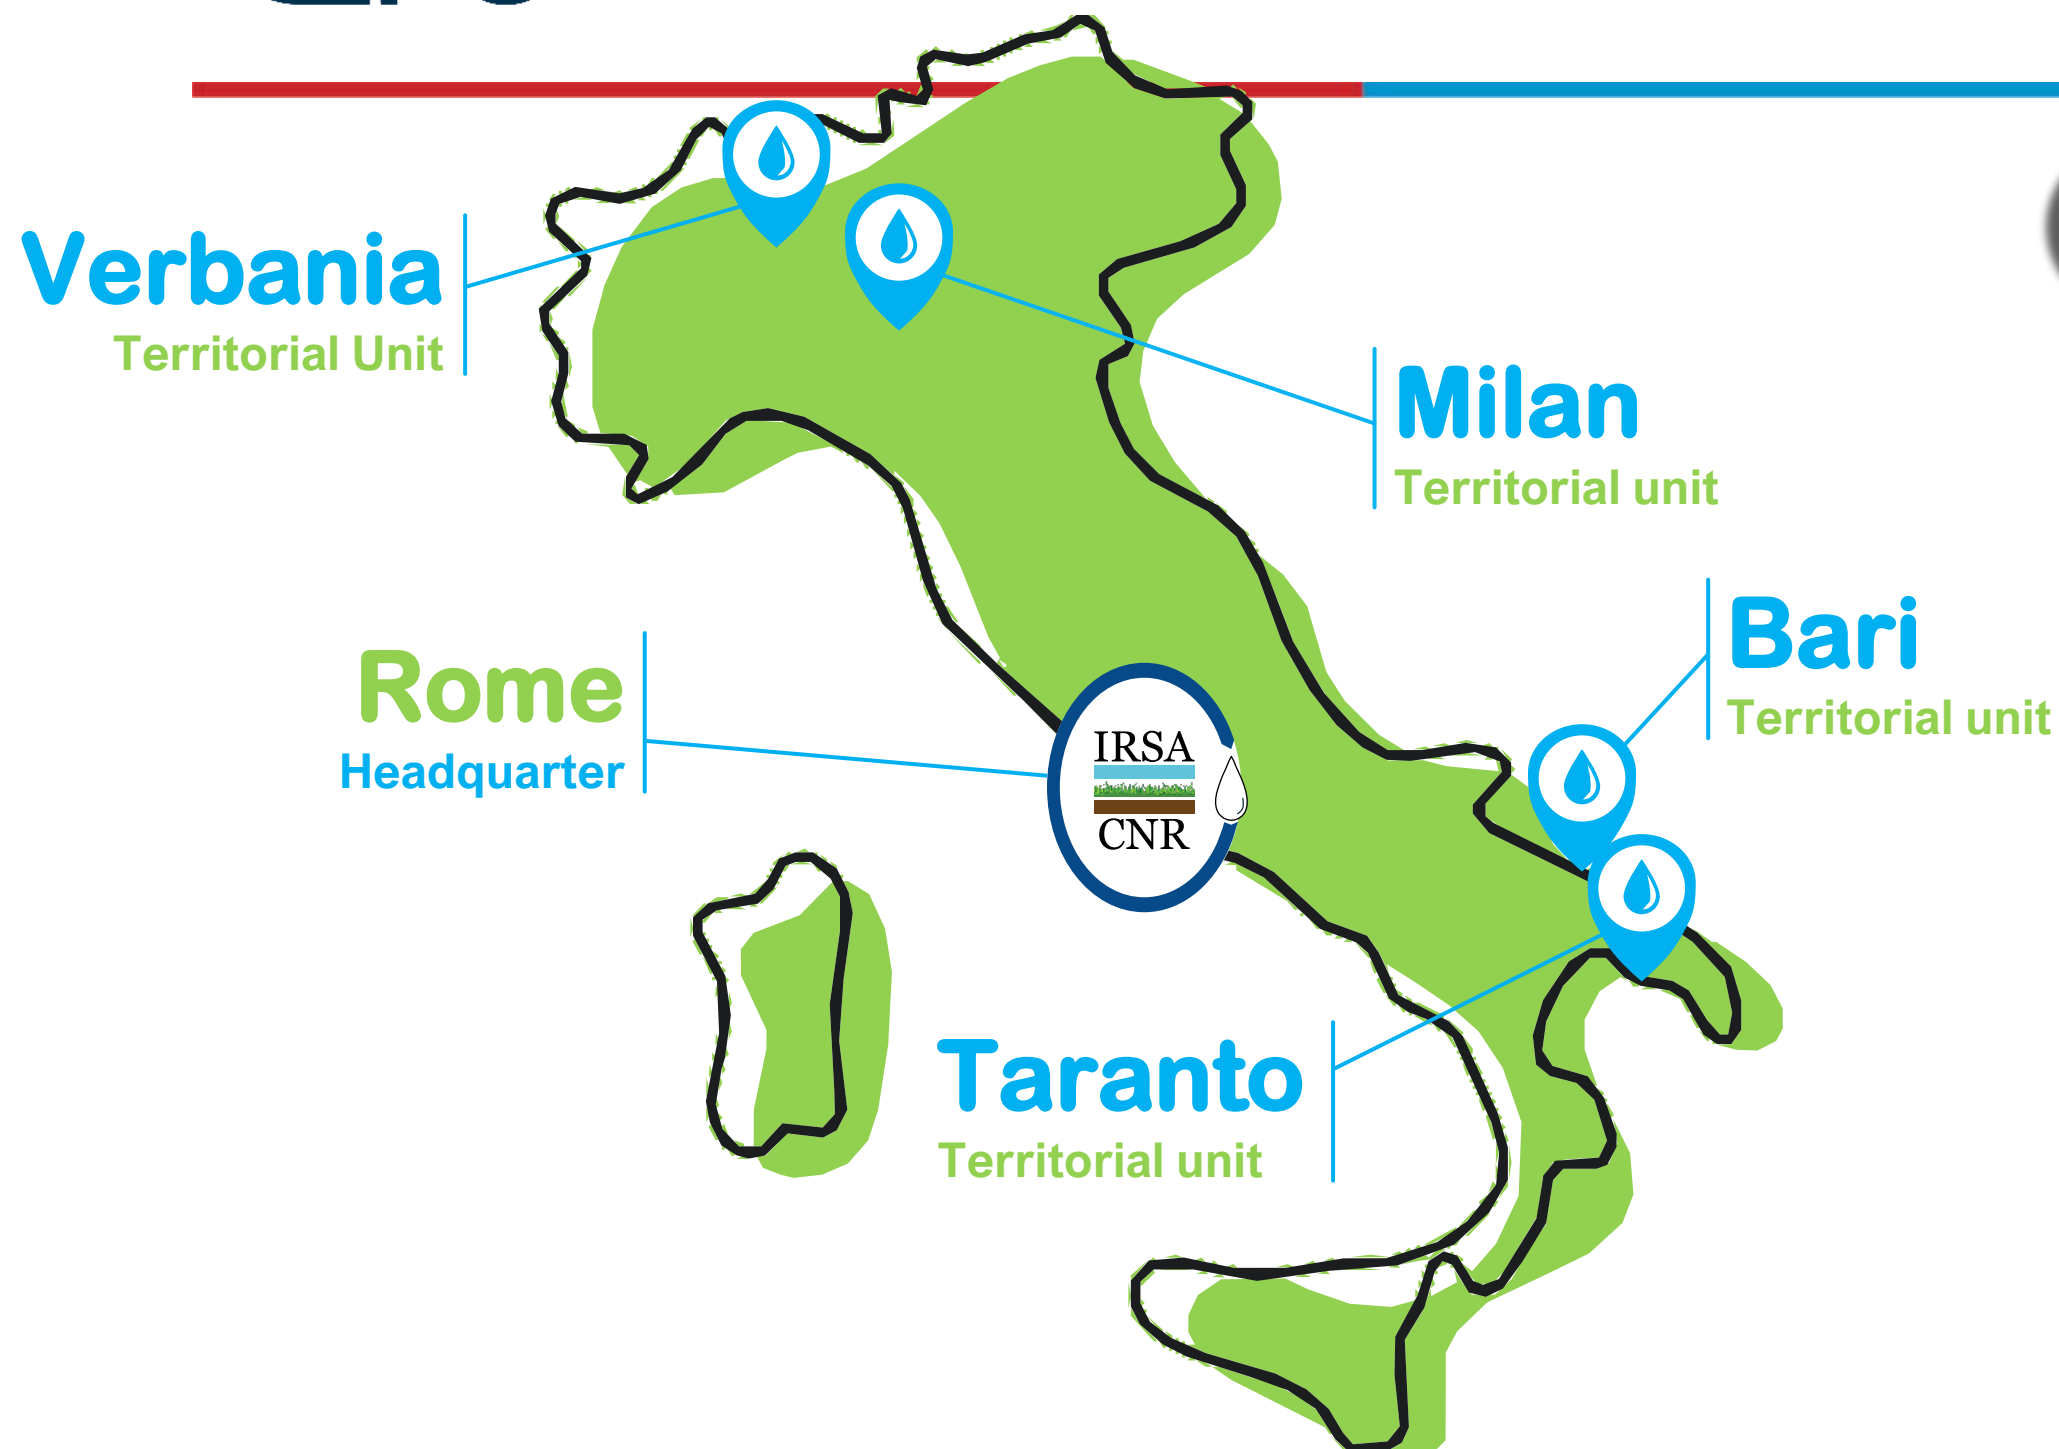 Verbania
Territorial Unit
Milan
Territorial unit
Bari
Territorial unit
Rome
Headquarter
IRSA
CNR
Taranto
Territorial unit